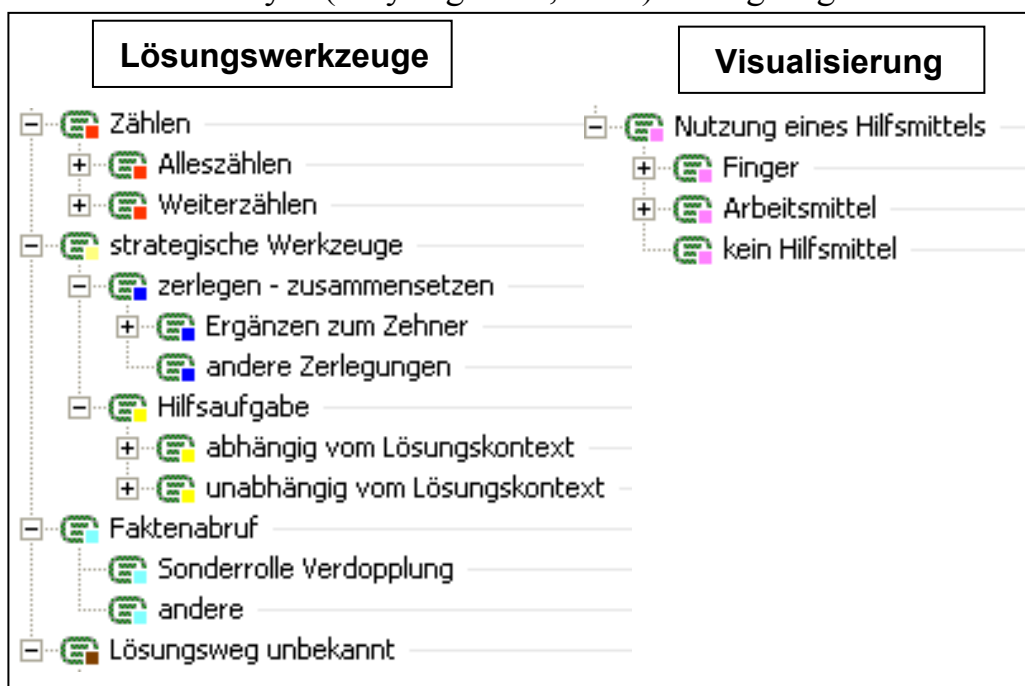 Lösungswerkzeuge
Zählen
Alleszählen
Weiterzählen
strategische Werkzeuge
zerlegen - zusammensetzen
Ergänzen zum Zehner
andere Zerlegungen
Hilfsaufgabe
abhängig vom Lösungskontext
unabhängig vom Lösungskontext
Faktenabruf
Sonderrolle Verdopplung
andere
Lösungsweg unbekannt
Visualisierung
Nutzung eines Hilfsmittels
Finger
Arbeitsmittel
kein Hilfsmittel